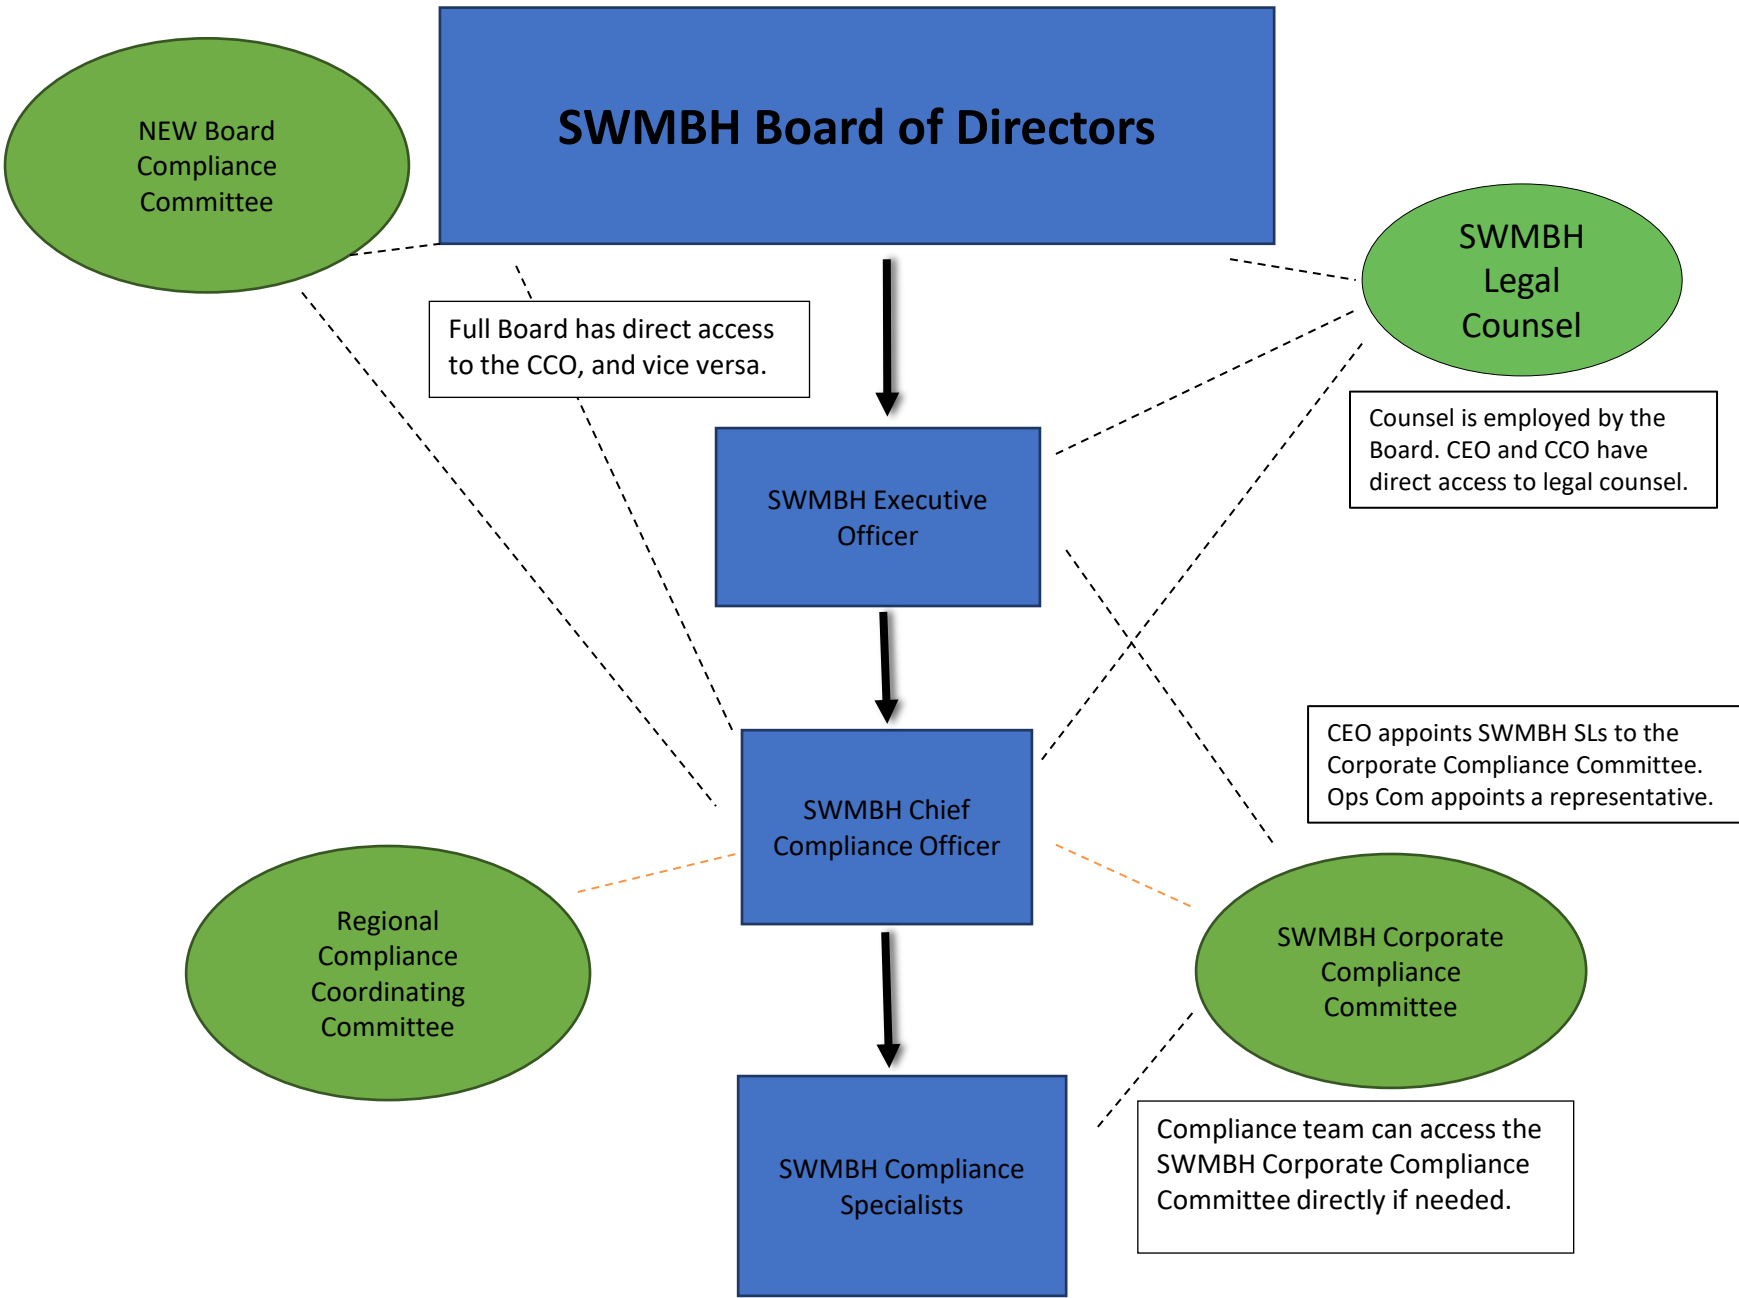 SWMBH Board of Directors
NEW Board
Compliance
Committee
SWMBH
Legal
Counsel
Full Board has direct access
to the CCO, and vice versa.
Counsel is employed by the
Board. CEO and CCO have
direct access to legal counsel.
SWMBH Executive
Officer
CEO appoints SWMBH SLs to the
Corporate Compliance Committee.
Ops Com appoints a representative.
SWMBH Chief
Compliance Officer
Regional
Compliance
Coordinating
Committee
SWMBH Corporate
Compliance
Committee
Compliance team can access the
SWMBH Corporate Compliance
Committee directly if needed.
SWMBH Compliance
Specialists